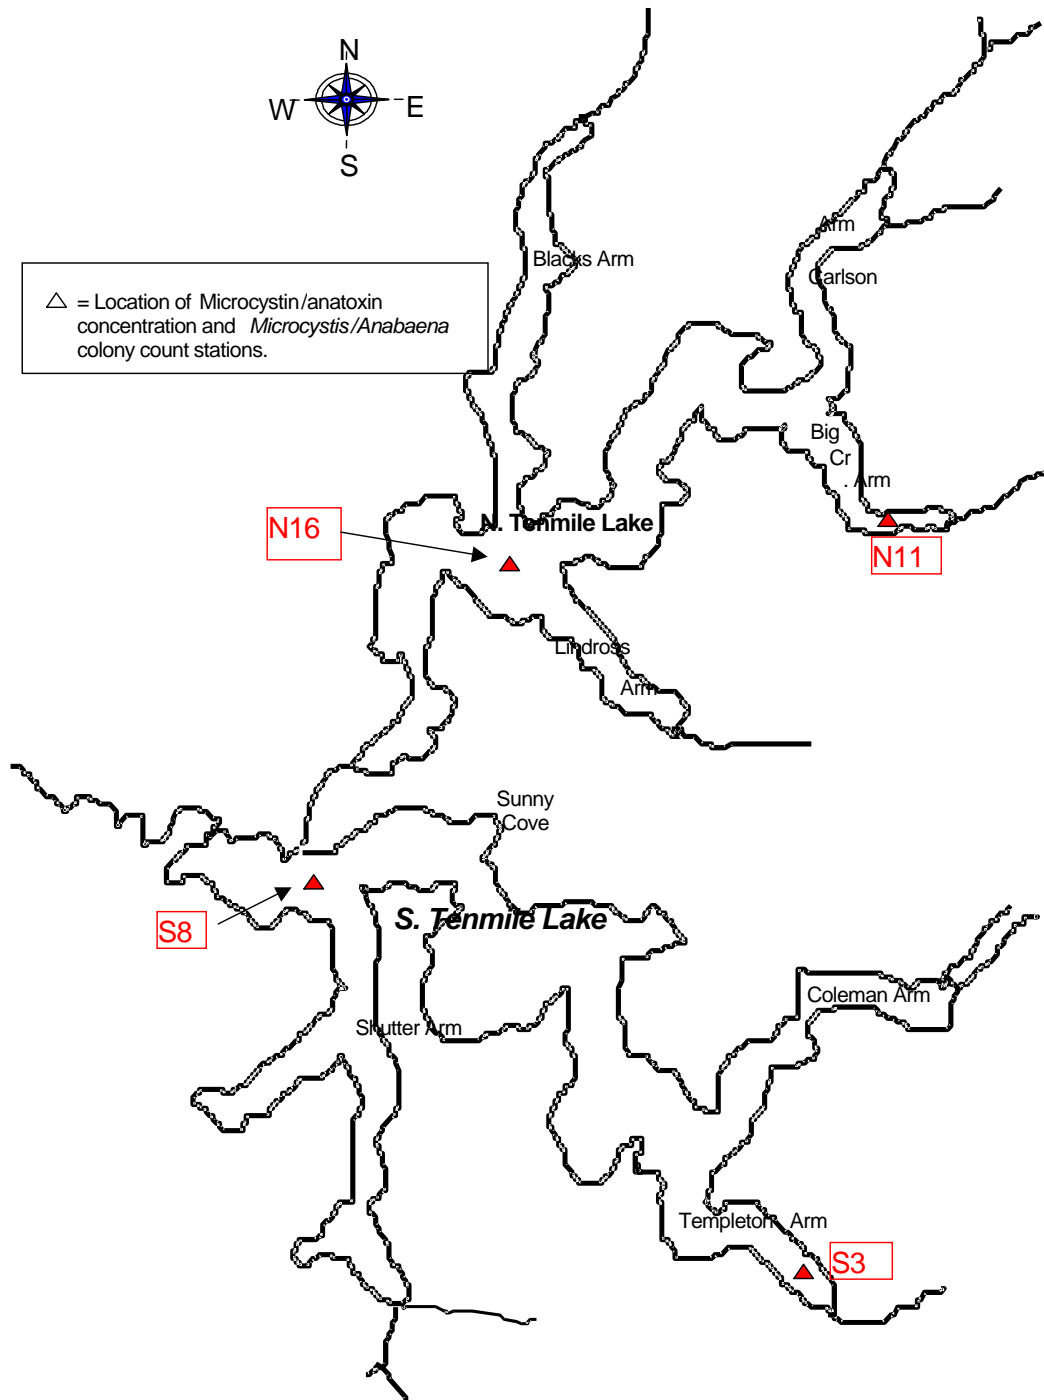 N
W
E
S
Blacks Arm
Arm
Carlson
△ = Location of Microcystin/anatoxin
concentration and Microcystis/Anabaena
colony count stations.
Big
Cr
. Arm
N16
N. Tenmile Lake
N11
Lindross
Arm
Sunny
Cove
S8
S. Tenmile Lake
Coleman Arm
Shutter Arm
Templeton Arm
S3